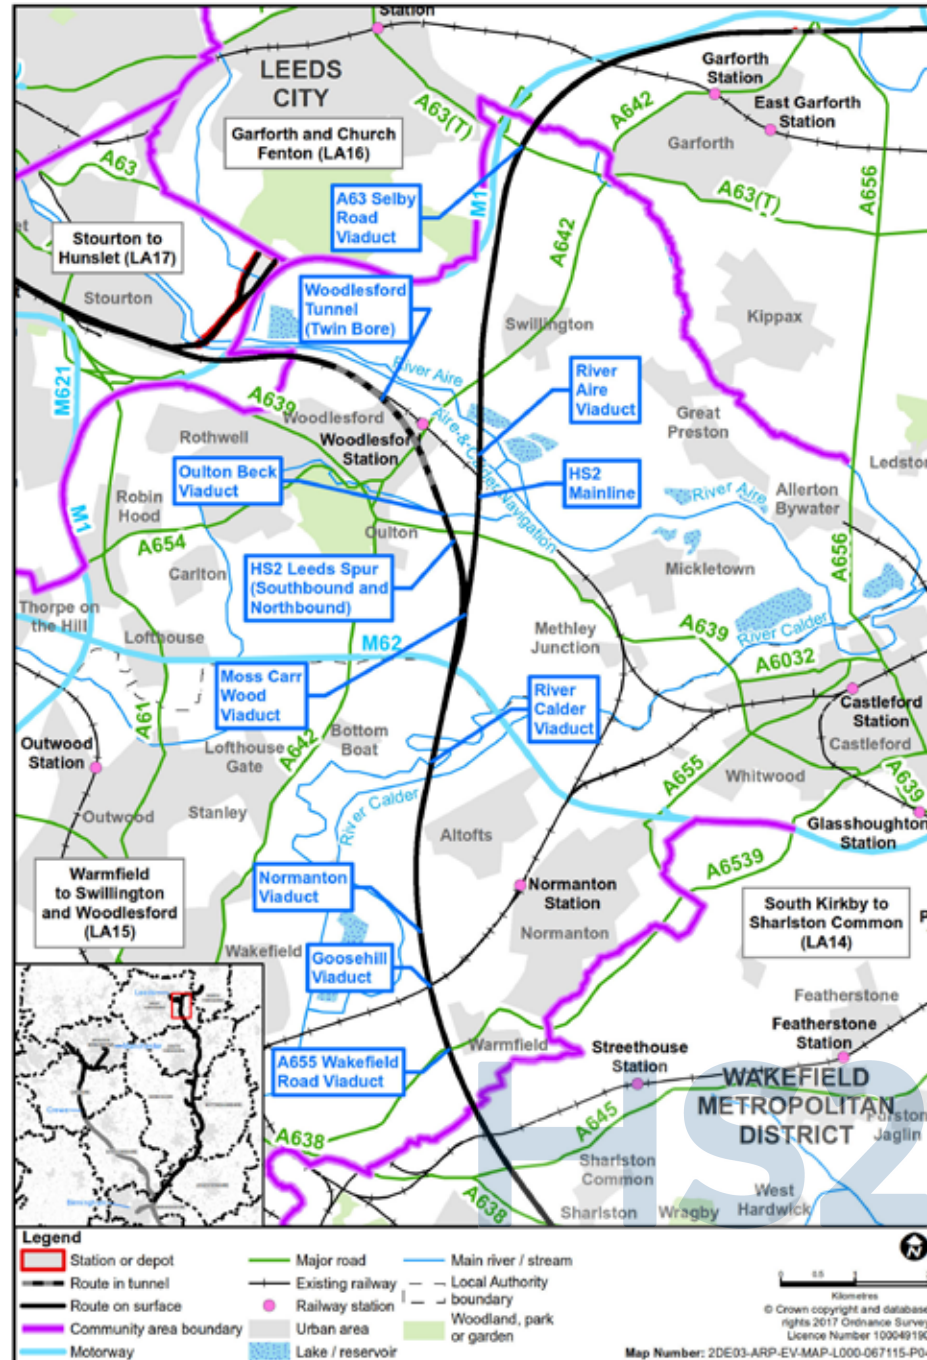 Station
LEEDS
CITY
Garforth and Church
Fenton (LA16)
A63(T)
A642
Garforth
Station
East Garforth
Station
Garforth
A63
A63 Selby
Road
Viaduct
M1
A642
A63(T)
A656
Stourton to
Hunslet (LA17)
Stourton
Woodlesford
Tunnel
(Twin Bore)
Swillington
Kippax
M621
River Aire
River
Aire
Viaduct
A639
Woodlesford
Great
Preston
Rothwell
Woodlesfor
Station
Aire & Calder Navigation
Ledston
Oulton Beck
Viaduct
HS2
Mainline
River Aire
Allerton
Bywater
Robin
Hood
M1
A654
Oulton
A656
Carlton
HS2 Leeds Spur
(Southbound and
Northbound)
Mickletown
Thorpe on
the Hill
Lofthouse
M62
Methley
Junction
A639
River Calder
A6032
Moss Carr
Wood
Viaduct
River
Calder
Viaduct
Castleford
Station
A61
Outwood
Station
Lofthouse
Gate
A642
Bottom
Boat
Castleford
A655
Whitwood
A639
Outwood
Stanley
River Calder
Altofts
Glasshoughton
Station
Warmfield
to Swillington
and Woodlesford
(LA15)
Normanton
Viaduct
Normanton
Station
A6539
South Kirkby to
Sharlston Common
(LA14)
Wakefield
Goosehill
Viaduct
Normanton
Featherstone
Featherstone
Station
A655 Wakefield
Road Viaduct
Warmfield
Streethouse
Station
WAKEFIELD
METROPOLITAN
DISTRICT
HS2
A638
A645
Jaglin
Sharlston
Common
A638
Sharlston
Wragby
West
Hardwick
Legend
Station or depot
Route in tunnel
Route on surface
Community area boundary
Motorway
Major road
Existing railway
Railway station
Urban area
Lake / reservoir
Main river / stream
Local Authority
boundary
Woodland, park
or garden
N
0 0.5 1
Kilometres
© Crown copyright and database
rights 2017 Ordnance Survey
Licence Number 100049190
Map Number: 2DE03-ARP-EV-MAP-L000-067115-P04